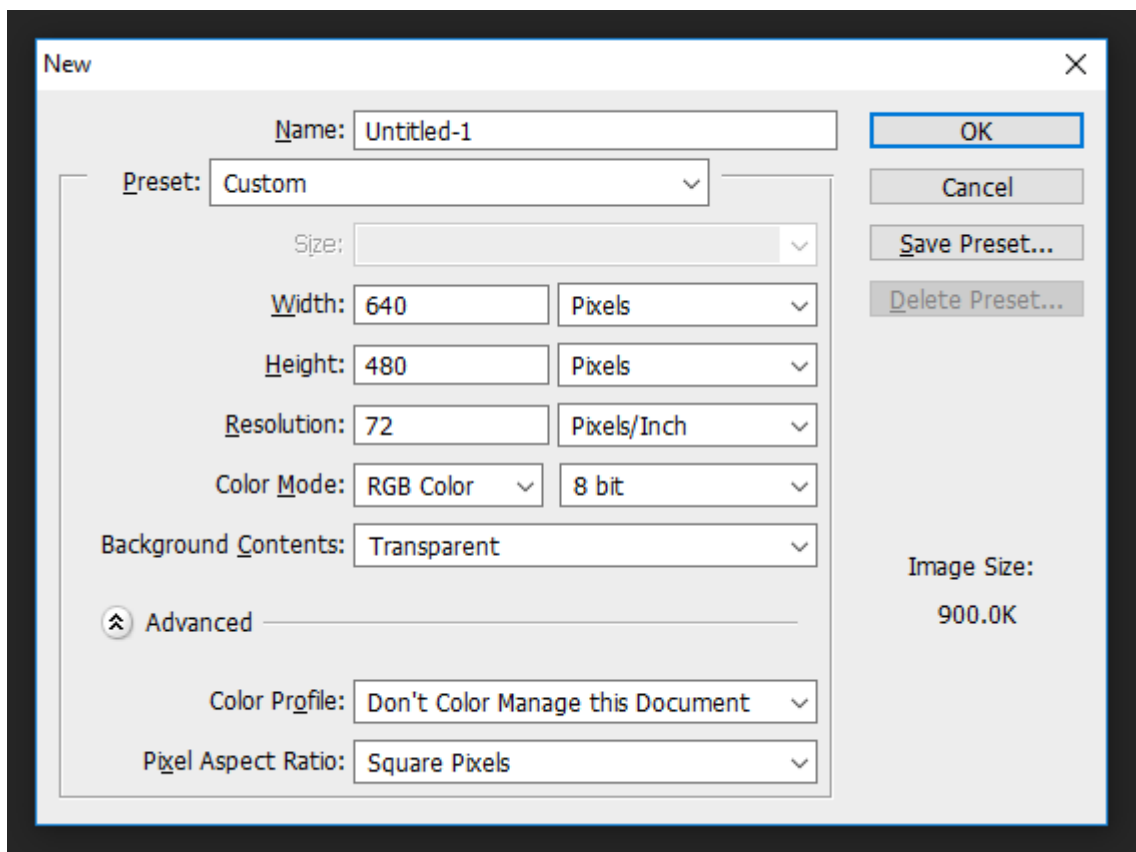 New
Name: Untitled-1
OK
Preset: Custom
Cancel
Size:
Save Preset...
Width: 640 Pixels
Delete Preset...
Height: 480 Pixels
Resolution: 72 Pixels/Inch
Color Mode: RGB Color 8 bit
Background Contents: Transparent
Image Size:
900.0K
Advanced
Color Profile: Don't Color Manage this Document
Pixel Aspect Ratio: Square Pixels